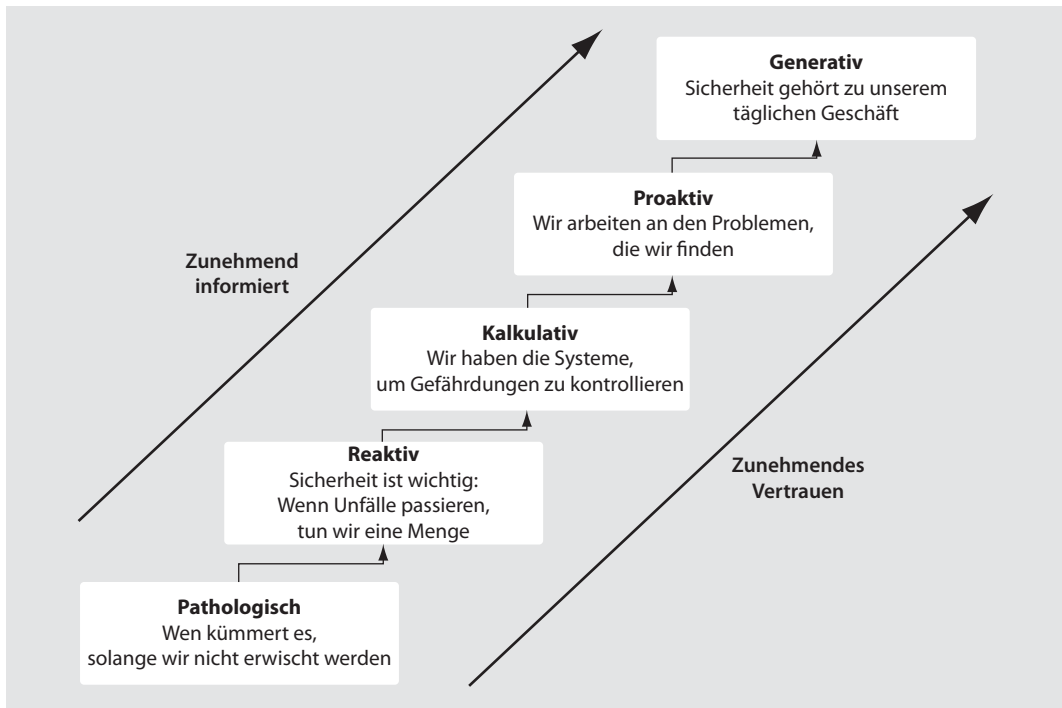 Generativ
Sicherheit gehört zu unserem
täglichen Geschäft
Proaktiv
Wir arbeiten an den Problemen,
die wir finden
Zunehmend
informiert
Kalkulativ
Wir haben die Systeme,
um Gefährdungen zu kontrollieren
Reaktiv
Sicherheit ist wichtig:
Wenn Unfälle passieren,
tun wir eine Menge
Zunehmendes
Vertrauen
Pathologisch
Wen kümmert es,
solange wir nicht erwischt werden